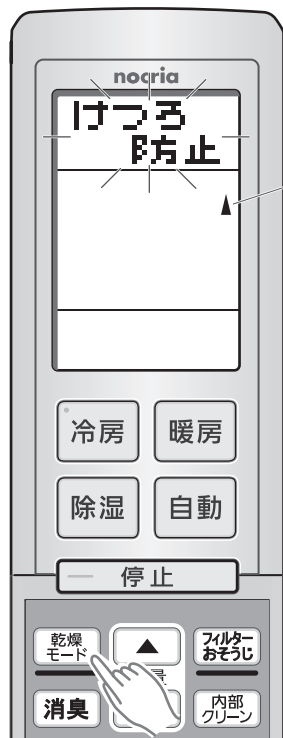 nocria
けつろ
防止
冷房
暖房
除湿
自動
停止
乾燥
モード
▲
フィルター
おそうじ
消臭
内部
クリーン